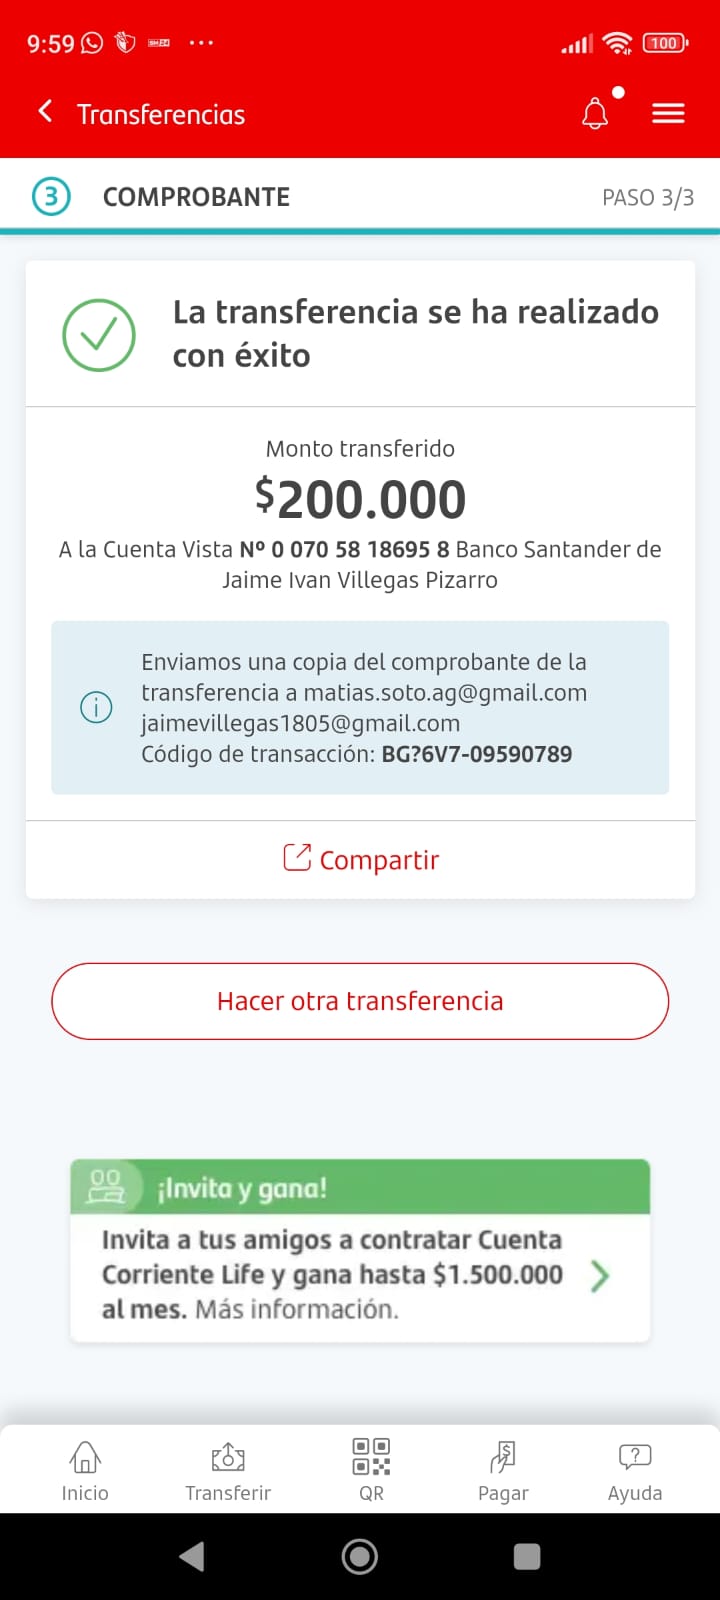 9:59
100
Transferencias
3 COMPROBANTE PASO 3/3
La transferencia se ha realizado
con éxito
Monto transferido
$200.000
A la Cuenta Vista Nº 0 070 58 18695 8 Banco Santander de
Jaime Ivan Villegas Pizarro
Enviamos una copia del comprobante de la
transferencia a matias.soto.ag@gmail.com
jaimevillegas1805@gmail.com
Código de transacción: BG?6V7-09590789
Compartir
Hacer otra transferencia
¡Invita y gana!
Invita a tus amigos a contratar Cuenta
Corriente Life y gana hasta $1.500.000
al mes. Más información.
Inicio Transferir QR Pagar Ayuda